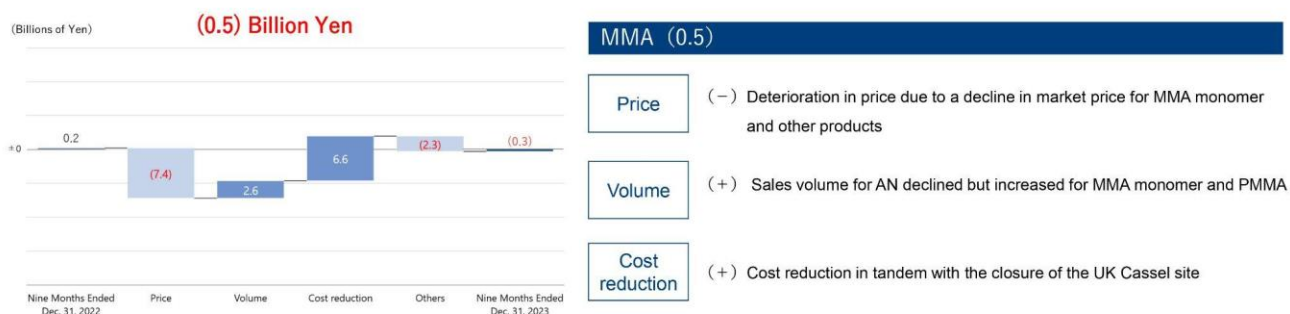 (Billions of Yen)
(0.5) Billion Yen
0.2
±0
(7.4)
2.6
6.6
(2.3)
(0.3)
Nine Months Ended
Dec. 31, 2022
Price
Volume
Cost reduction
Others
Nine Months Ended
Dec. 31, 2023
MMA (0.5)
Price
(－) Deterioration in price due to a decline in market price for MMA monomer
and other products
Volume
(+) Sales volume for AN declined but increased for MMA monomer and PMMA
Cost
reduction
(+) Cost reduction in tandem with the closure of the UK Cassel site